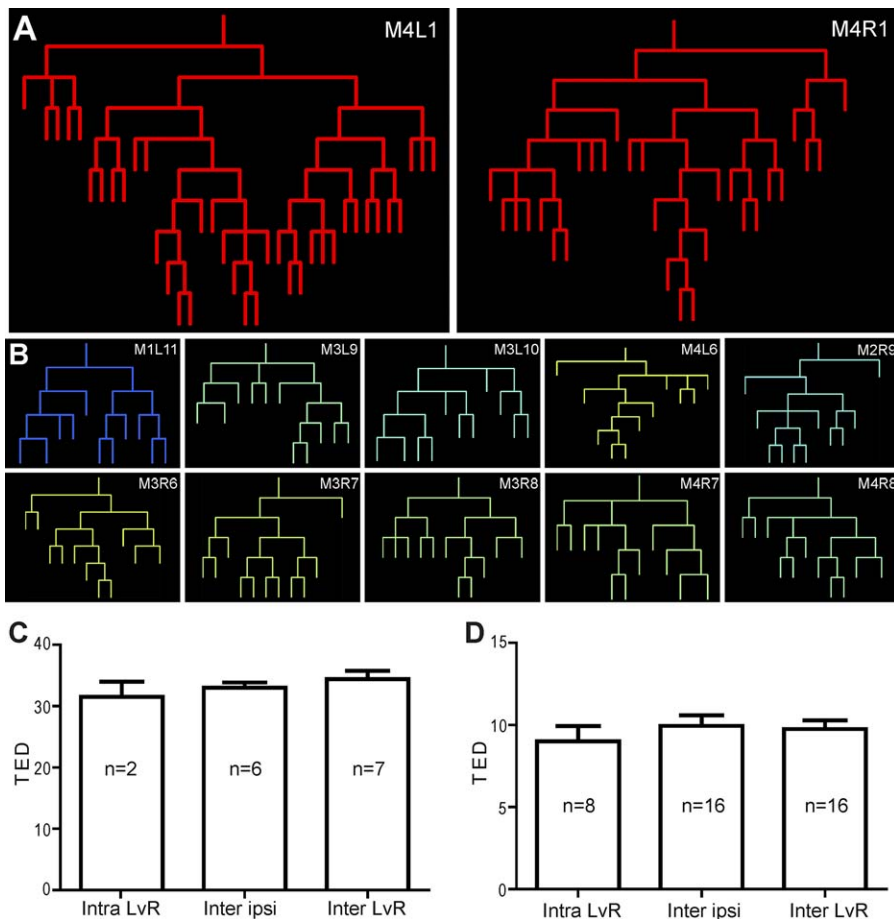 A
M4L1
M4R1
B
M1L11
M3L9
M3L10
M4L6
M2R9
M3R6
M3R7
M3R8
M4R7
M4R8
C
40
30
20
10
0
TED
n=2
n=6
n=7
Intra LvR
Inter ipsi
Inter LvR
D
15
10
5
0
TED
n=8
n=16
n=16
Intra LvR
Inter ipsi
Inter LvR